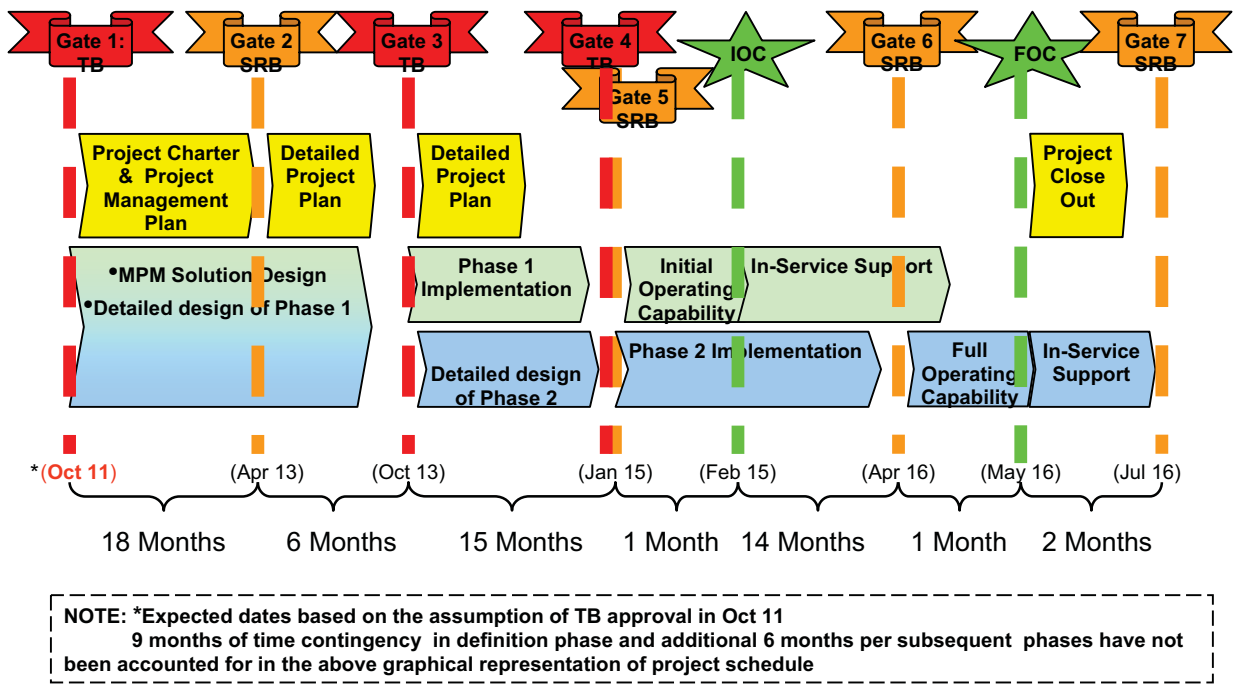 Gate 1:
TB
Gate 2
SRB
Gate 3
TB
Gate 4
TB
Gate 5
SRB
IOC
Gate 6
SRB
FOC
Gate 7
SRB
Project Charter
& Project
Management
Plan
Detailed
Project
Plan
Detailed
Project
Plan
Project
Close
Out
•MPM Solution Design
•Detailed design of Phase 1
Phase 1
Implementation
Initial
Operating
Capability
In-Service Support
Detailed design
of Phase 2
Phase 2 Implementation
Full
Operating
Capability
In-Service
Support
*(Oct 11)
(Apr 13)
(Oct 13)
(Jan 15)
(Feb 15)
(Apr 16)
(May 16)
(Jul 16)
18 Months
6 Months
15 Months
1 Month
14 Months
1 Month
2 Months
NOTE: *Expected dates based on the assumption of TB approval in Oct 11
9 months of time contingency in definition phase and additional 6 months per subsequent phases have not
been accounted for in the above graphical representation of project schedule